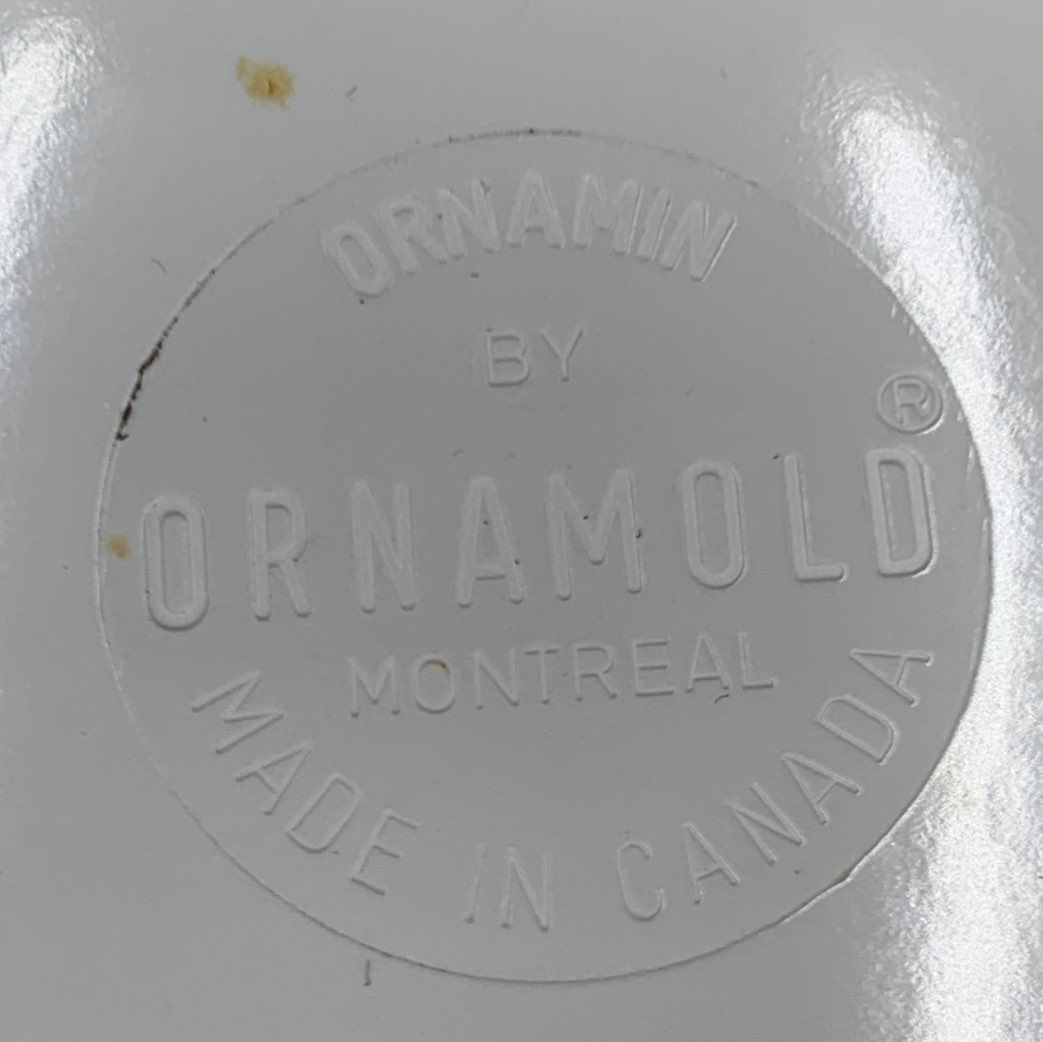 ORNAMIN
BY
ORNAMOLD®
MONTREAL
MADE IN CANADA